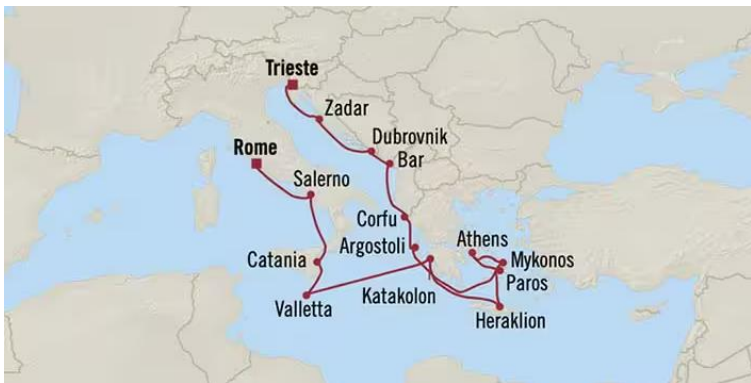 Trieste
Zadar
Dubrovnik
Rome
Bar
Salerno
Corfu
Athens
Argostoli
Mykonos
Catania
Paros
Katakolon
Valletta
Heraklion